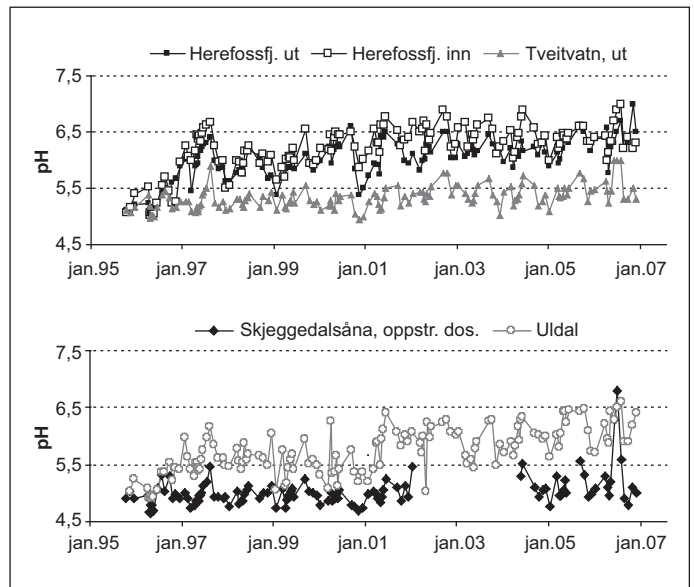 Herefossfj. ut Herefossfj. inn Tveitvatn, ut
7,5
6,5
5,5
4,5
pH
jan.95 jan.97 jan.99 jan.01 jan.03 jan.05 jan.07
Skjeggedalsåna, oppstr. dos. Uldal
7,5
6,5
5,5
4,5
pH
jan.95 jan.97 jan.99 jan.01 jan.03 jan.05 jan.07